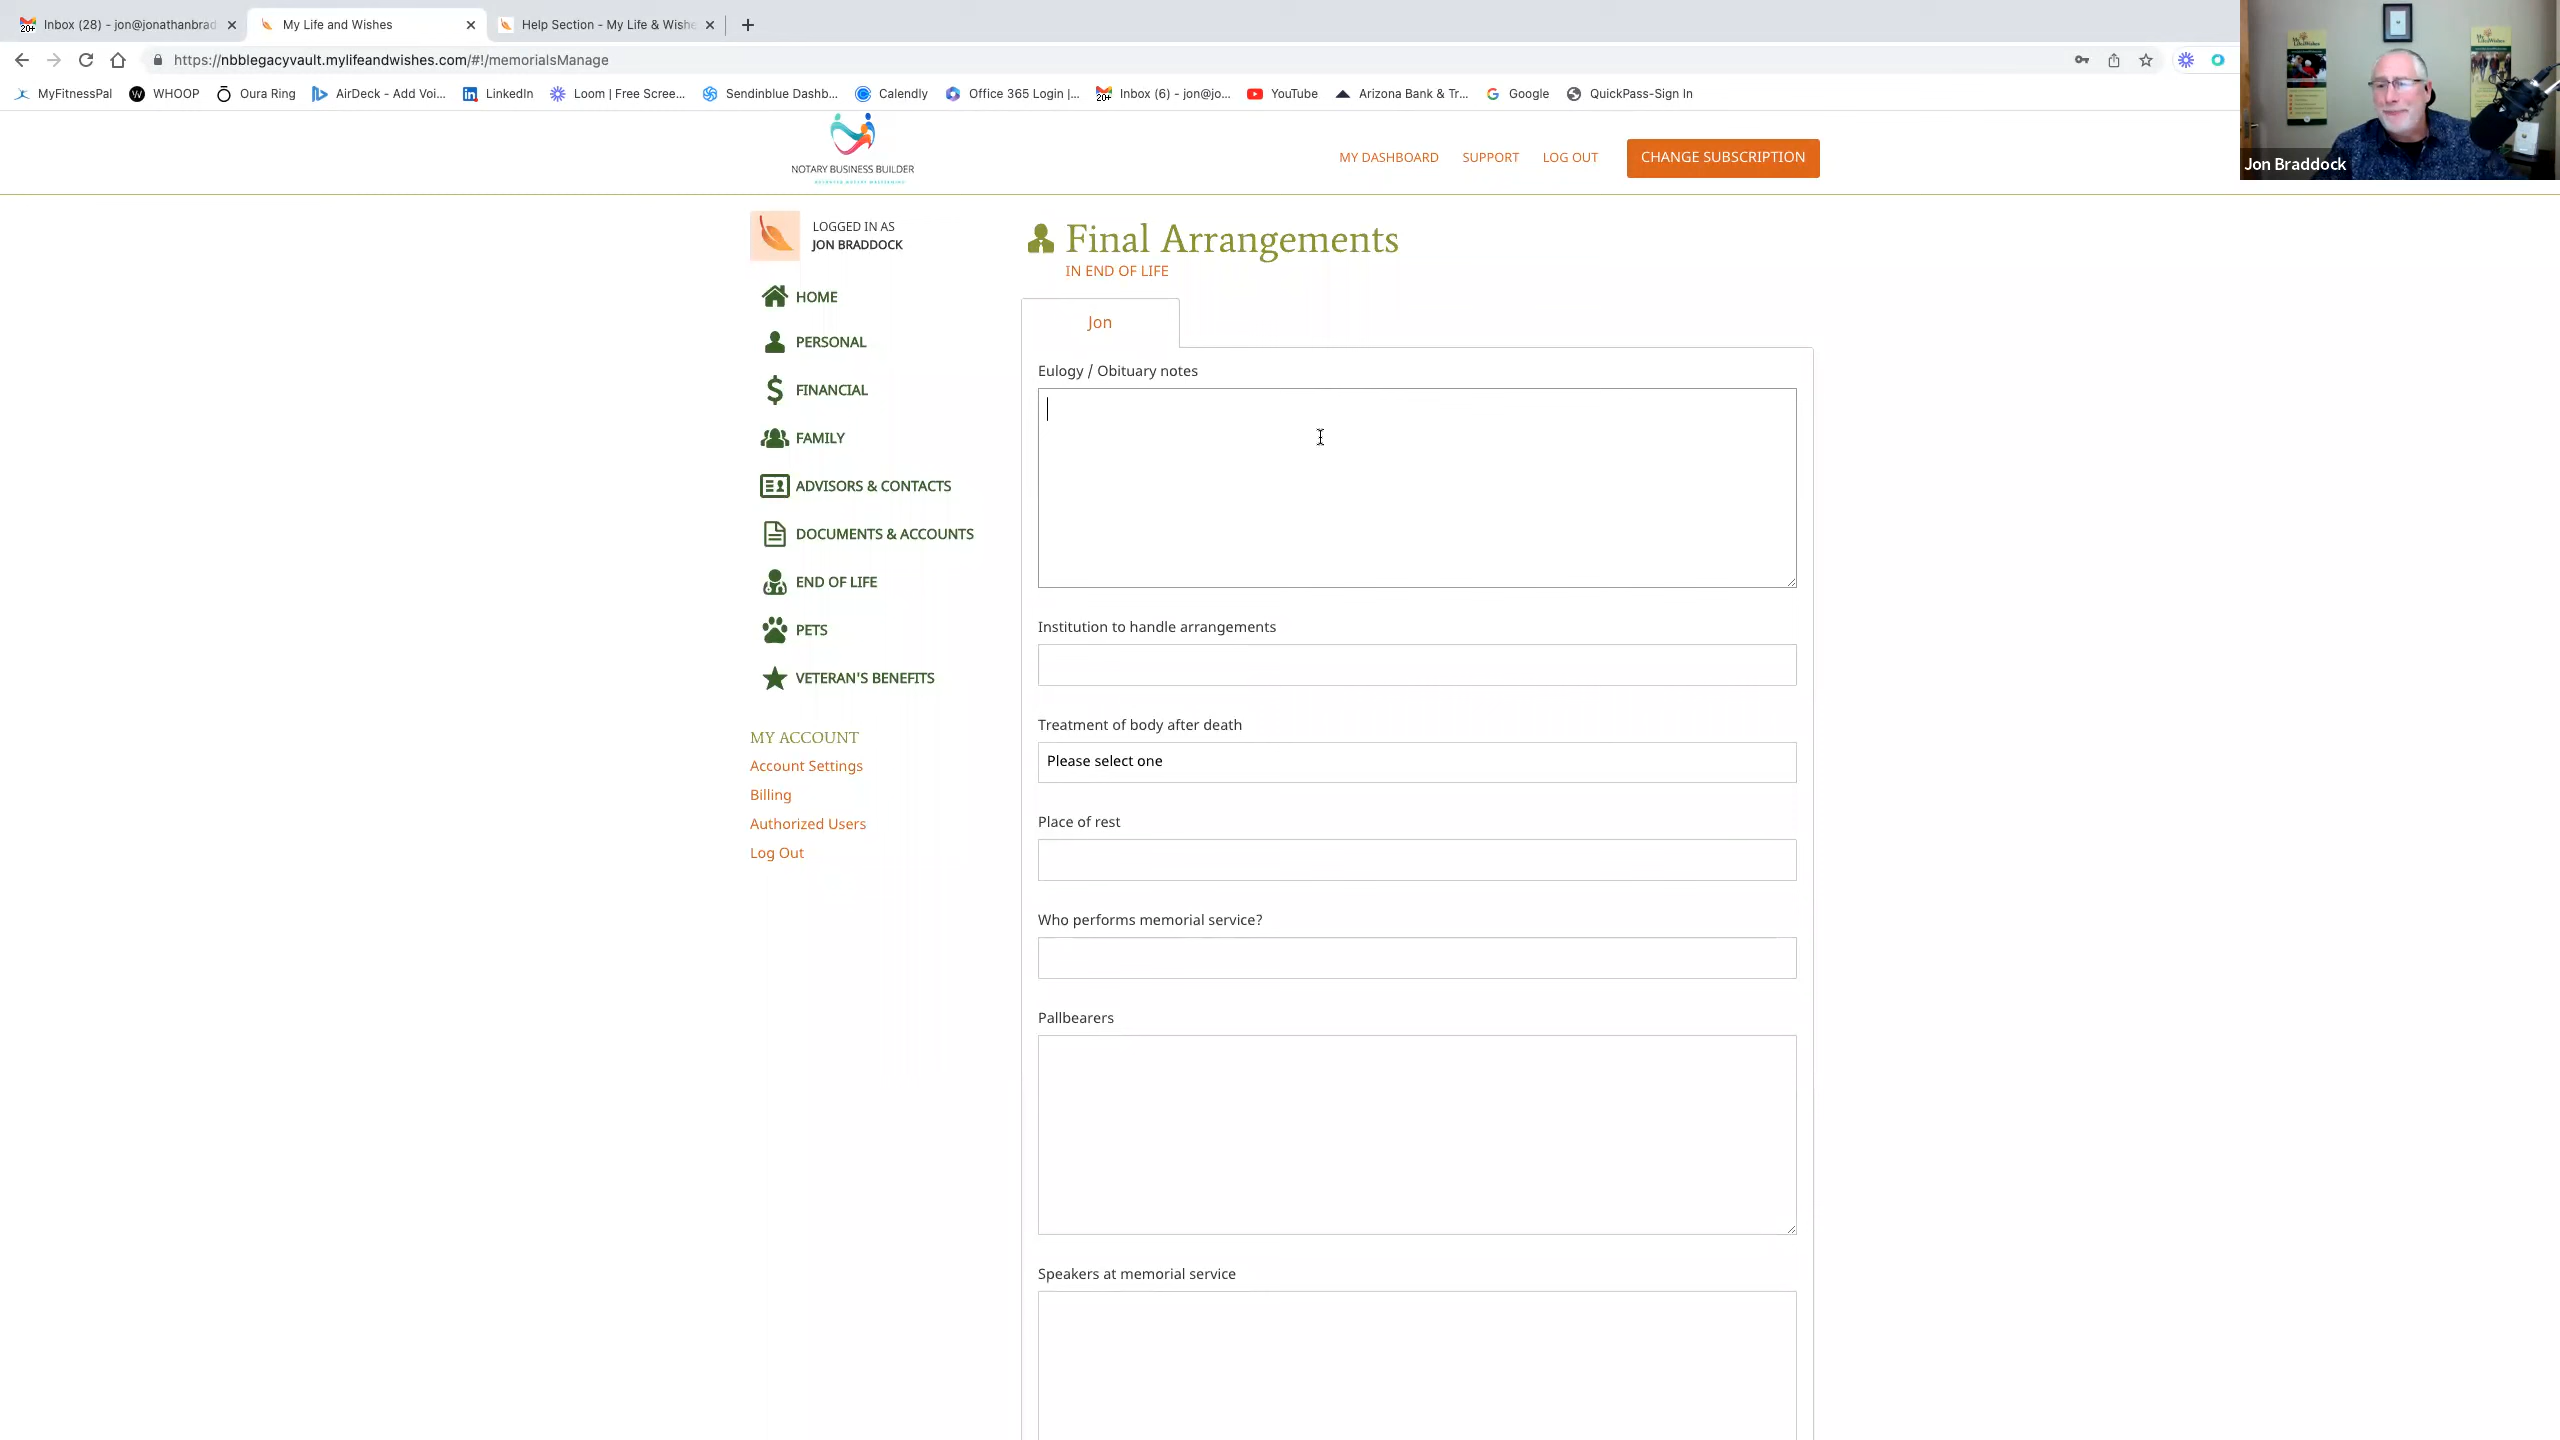 Inbox (28) - jon@jonathanbrad
My Life and Wishes
Help Section - My Life & Wishe
https://nbblegacyvault.mylifeandwishes.com/#!/memorialsManage
MyFitnessPal
WHOOP
Oura Ring
AirDeck - Add Voi...
LinkedIn
Loom | Free Scree...
Sendinblue Dashb...
Calendly
Office 365 Login |...
Inbox (6) - jon@jo...
YouTube
Arizona Bank & Tr...
Google
QuickPass-Sign In
Jon Braddock
NOTARY BUSINESS BUILDER
MY DASHBOARD
SUPPORT
LOG OUT
CHANGE SUBSCRIPTION
LOGGED IN AS
JON BRADDOCK
HOME
PERSONAL
FINANCIAL
FAMILY
ADVISORS & CONTACTS
DOCUMENTS & ACCOUNTS
END OF LIFE
PETS
VETERAN'S BENEFITS
MY ACCOUNT
Account Settings
Billing
Authorized Users
Log Out
Final Arrangements
IN END OF LIFE
Jon
Eulogy / Obituary notes
Institution to handle arrangements
Treatment of body after death
Please select one
Place of rest
Who performs memorial service?
Pallbearers
Speakers at memorial service